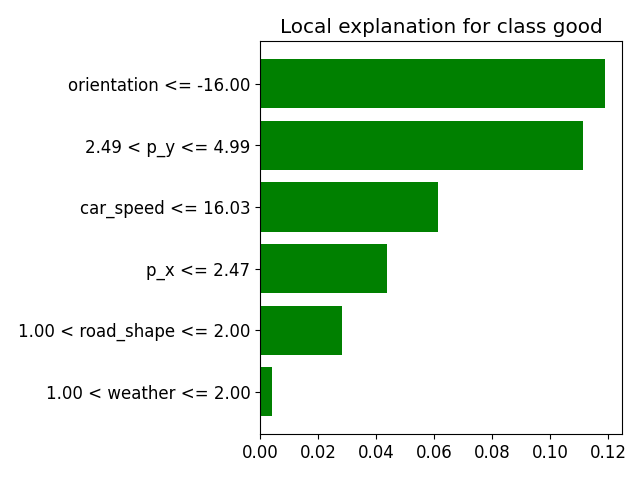 Local explanation for class good
orientation <= -16.00
2.49 < p_y <= 4.99
car_speed <= 16.03
p_x <= 2.47
1.00 < road_shape <= 2.00
1.00 < weather <= 2.00
0.00 0.02 0.04 0.06 0.08 0.10 0.12